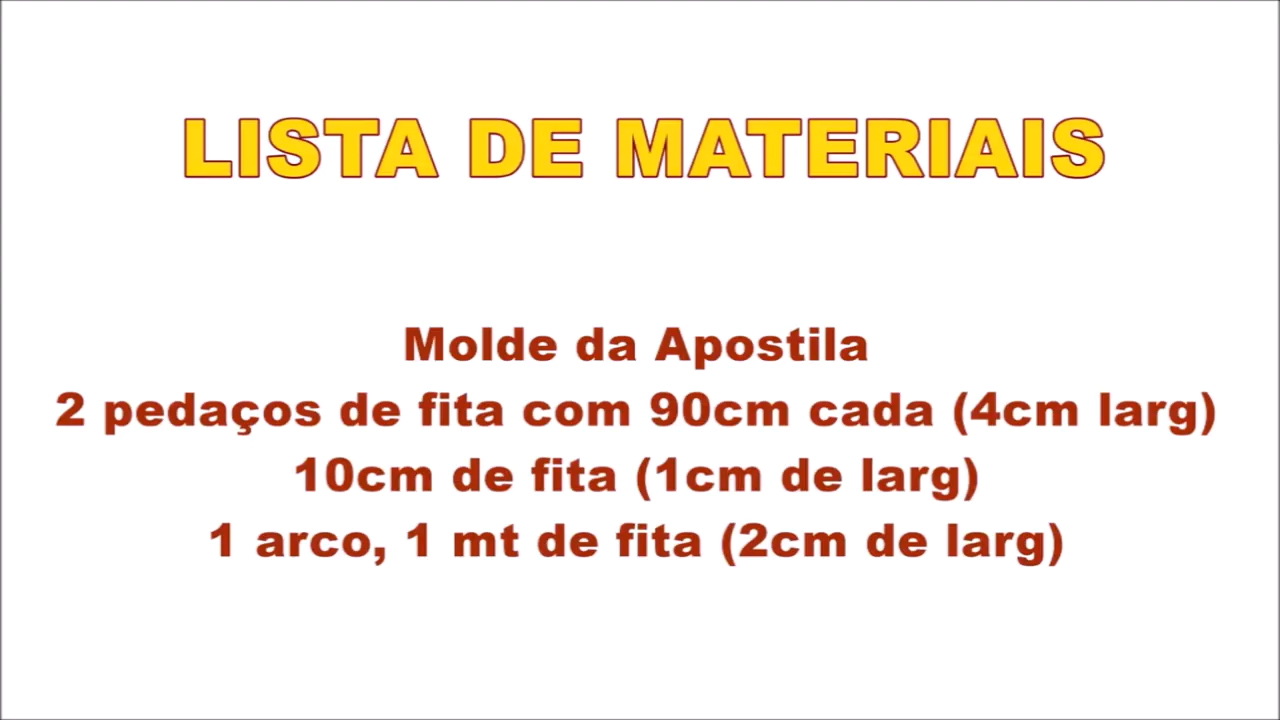 LISTA DE MATERIAIS
Molde da Apostila
2 pedaços de fita com 90cm cada (4cm larg)
10cm de fita (1cm de larg)
1 arco, 1 mt de fita (2cm de larg)